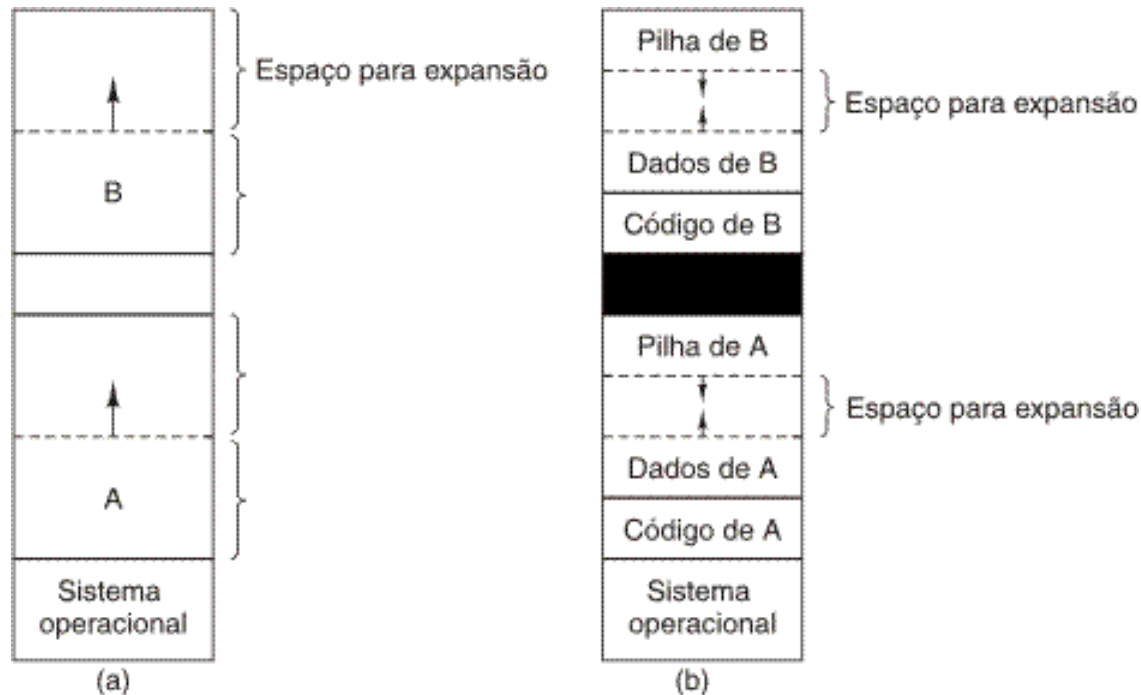 Espaço para expansão
B
A
Sistema
operacional
(a)
Pilha de B
Espaço para expansão
Dados de B
Código de B
Pilha de A
Espaço para expansão
Dados de A
Código de A
Sistema
operacional
(b)